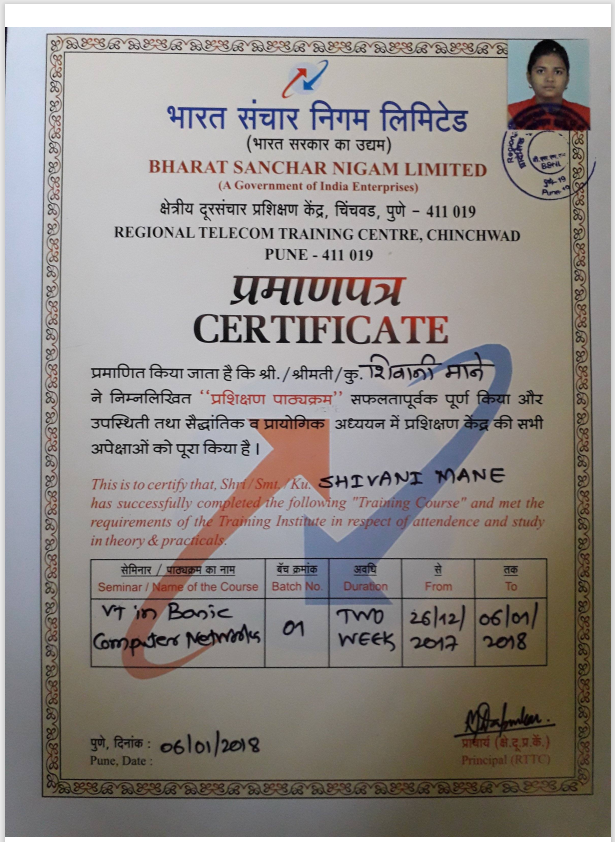 भारत संचार निगम लिमिटेड
(भारत सरकार का उद्यम)
BHARAT SANCHAR NIGAM LIMITED
(A Government of India Enterprises)
क्षेत्रीय दूरसंचार प्रशिक्षण केंद्र, चिंचवड, पुणे - 411 019
REGIONAL TELECOM TRAINING CENTRE, CHINCHWAD
PUNE - 411 019
प्रमाणपत्र
CERTIFICATE
प्रमाणित किया जाता है कि श्री./श्रीमती/कु. शिवानी माने
ने निम्नलिखित "प्रशिक्षण पाठ्यक्रम" सफलतापूर्वक पूर्ण किया और
उपस्थिती तथा सैद्धांतिक व प्रायोगिक अध्ययन में प्रशिक्षण केंद्र की सभी
अपेक्षाओं को पूरा किया है।
This is to certify that, Shri / Smt. / Ku. SHIVANI MANE
has successfully completed the following "Training Course" and met the
requirements of the Training Institute in respect of attendence and study
in theory & practicals.
सेमिनार / पाठ्यक्रम का नाम बॅच क्रमांक अवधि से तक
Seminar / Name of the Course Batch No. Duration From To
VT in Basic TWO 26/12/ 06/01/
Computer Networks 01 WEEK 2017 2018
पुणे, दिनांक : 06/01/2018
Pune, Date :
प्राचार्य (क्षे.दू.प्र.कें.)
Principal (RTTC)